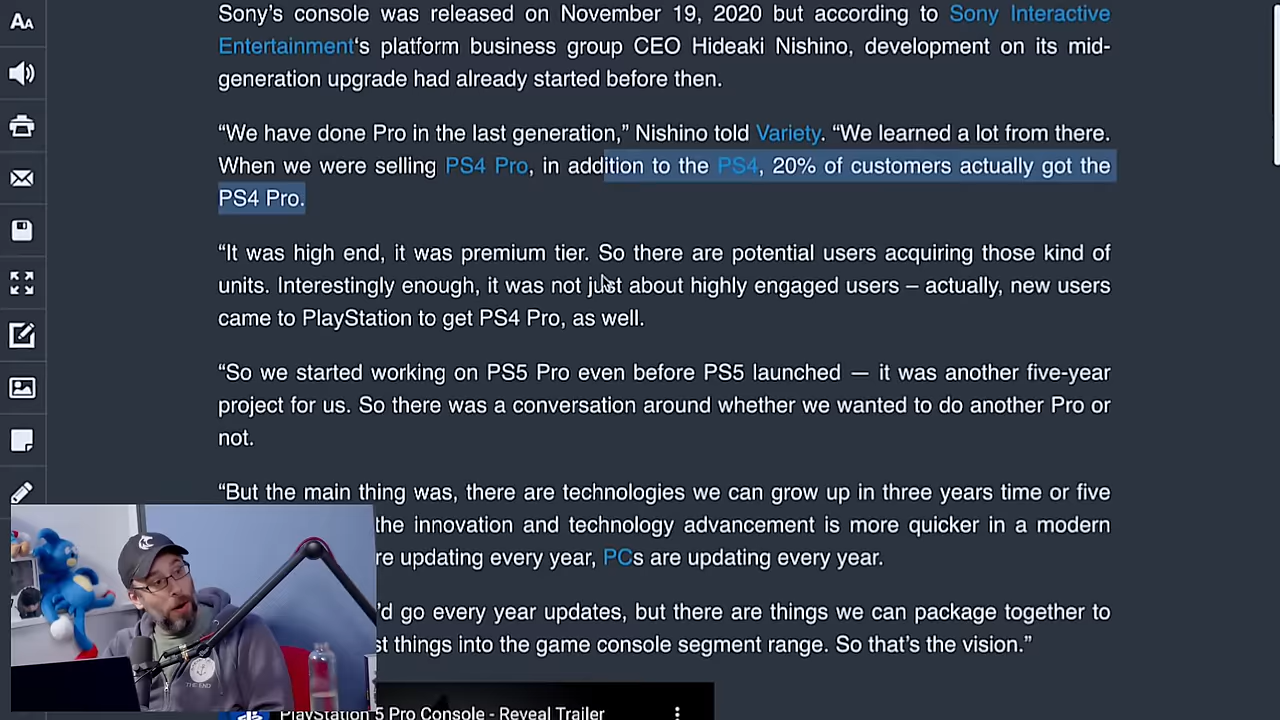 AA
Sony's console was released on November 19, 2020 but according to Sony Interactive
Entertainment‘s platform business group CEO Hideaki Nishino, development on its mid-
generation upgrade had already started before then.
“We have done Pro in the last generation,” Nishino told Variety. “We learned a lot from there.
When we were selling PS4 Pro, in addition to the PS4, 20% of customers actually got the
PS4 Pro.
“It was high end, it was premium tier. So there are potential users acquiring those kind of
units. Interestingly enough, it was not just about highly engaged users – actually, new users
came to PlayStation to get PS4 Pro, as well.
“So we started working on PS5 Pro even before PS5 launched — it was another five-year
project for us. So there was a conversation around whether we wanted to do another Pro or
not.
“But the main thing was, there are technologies we can grow up in three years time or five
the innovation and technology advancement is more quicker in a modern
re updating every year, PCs are updating every year.
’d go every year updates, but there are things we can package together to
st things into the game console segment range. So that’s the vision.”
THE END
PlayStation 5 Pro Console - Reveal Trailer